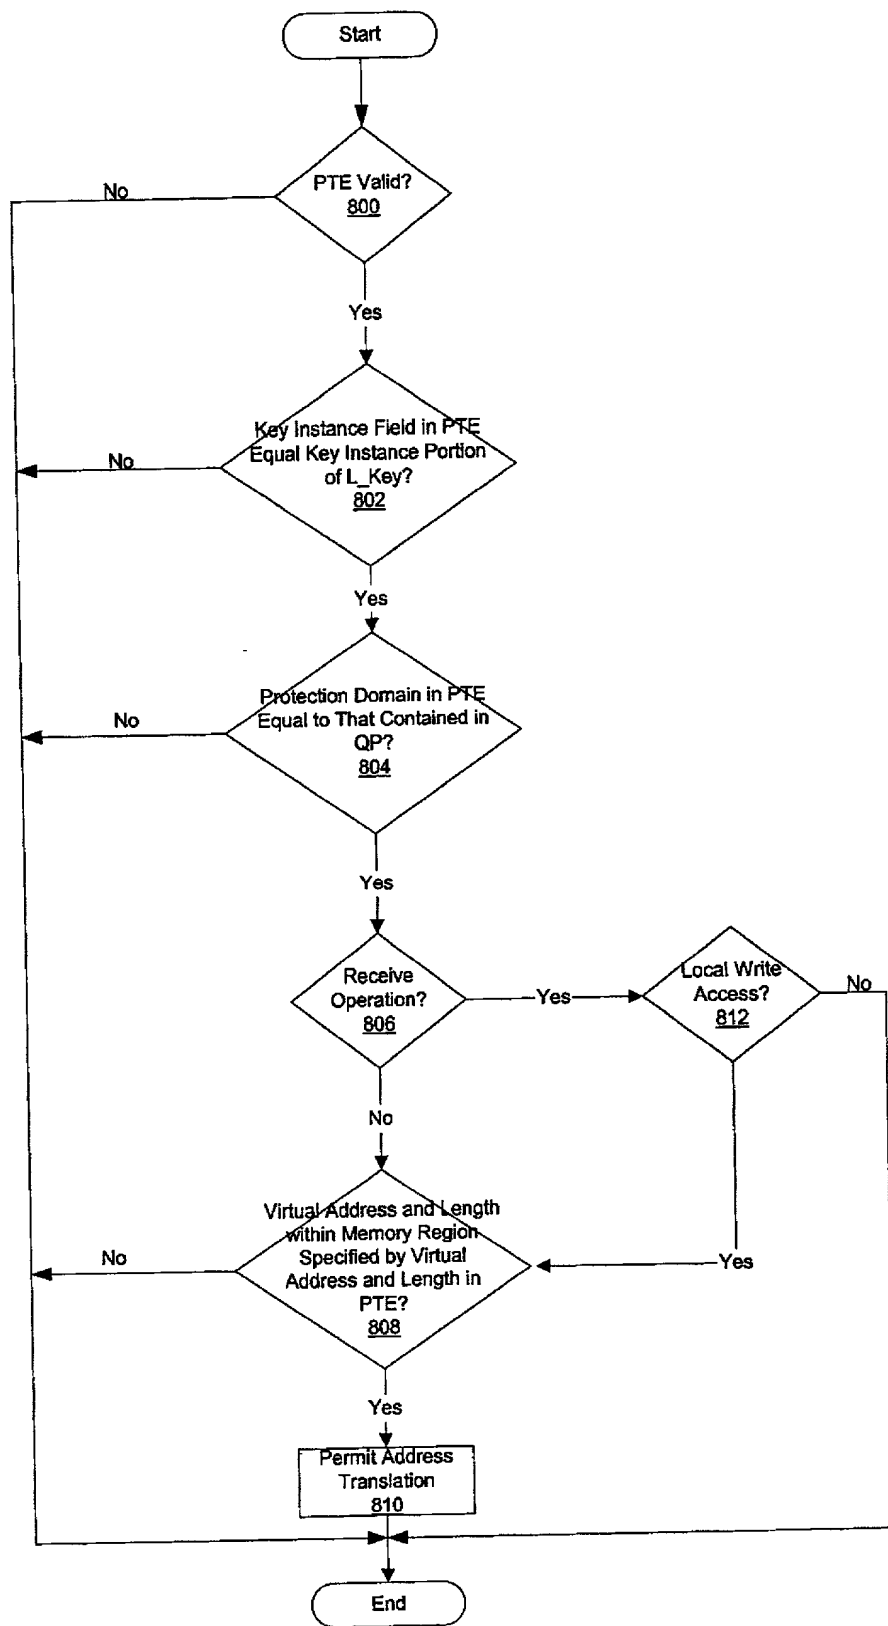 Start
PTE Valid?
800
No
Yes
Key Instance Field in PTE
Equal Key Instance Portion
of L_Key?
802
No
Yes
Protection Domain in PTE
Equal to That Contained in
QP?
804
No
Yes
Receive
Operation?
806
Yes
Local Write
Access?
812
No
No
Virtual Address and Length
within Memory Region
Specified by Virtual
Address and Length in
PTE?
808
No
Yes
Yes
Permit Address
Translation
810
End